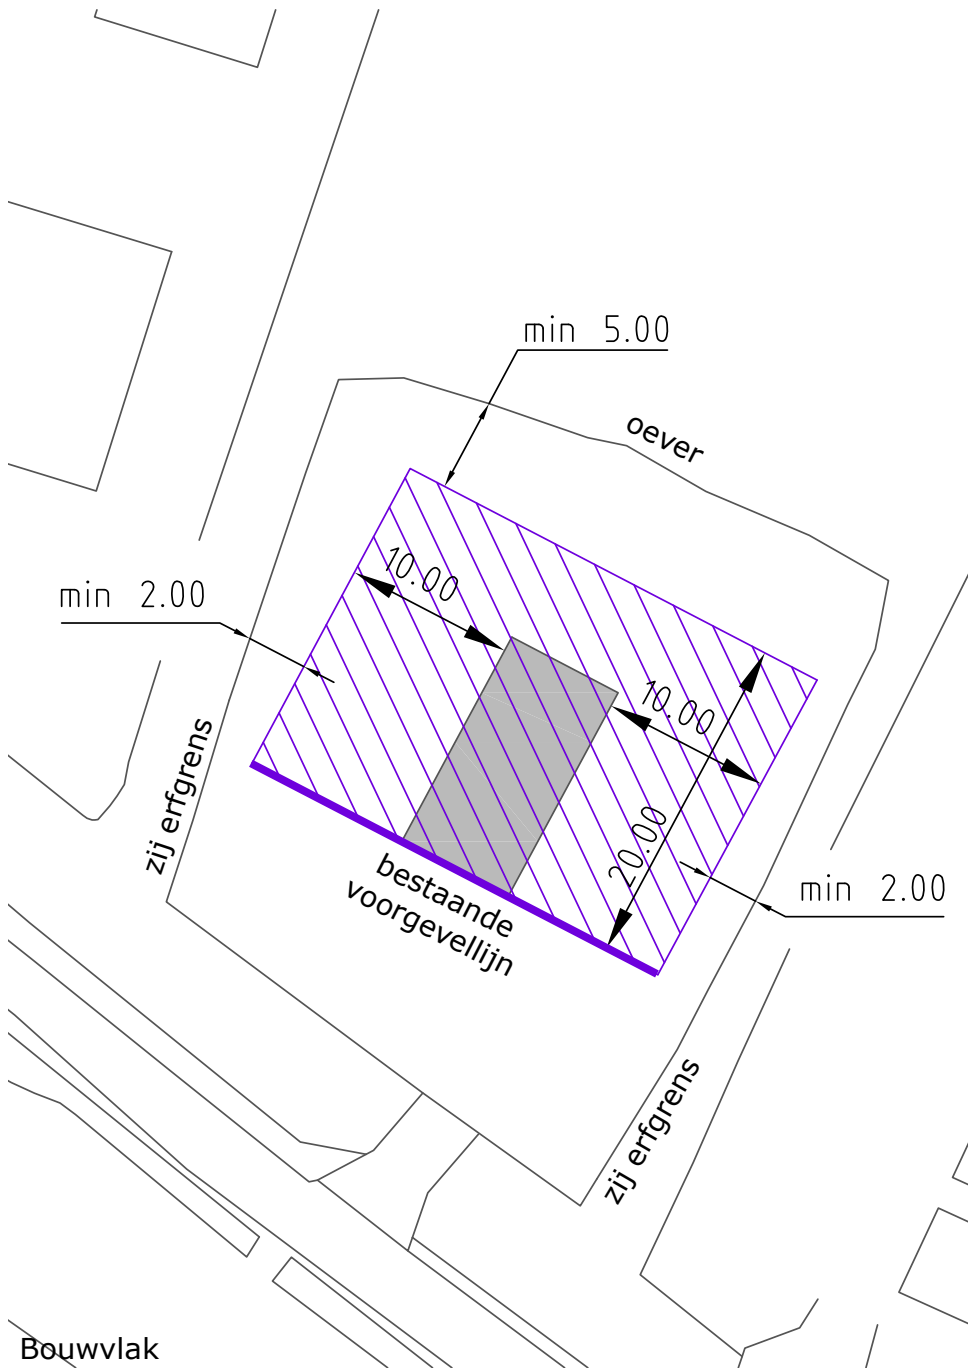 min 5.00
oever
10.00
min 2.00
10.00
zij erfgrens
20.00
bestaande
voorgevellijn
min 2.00
zij erfgrens
Bouwvlak